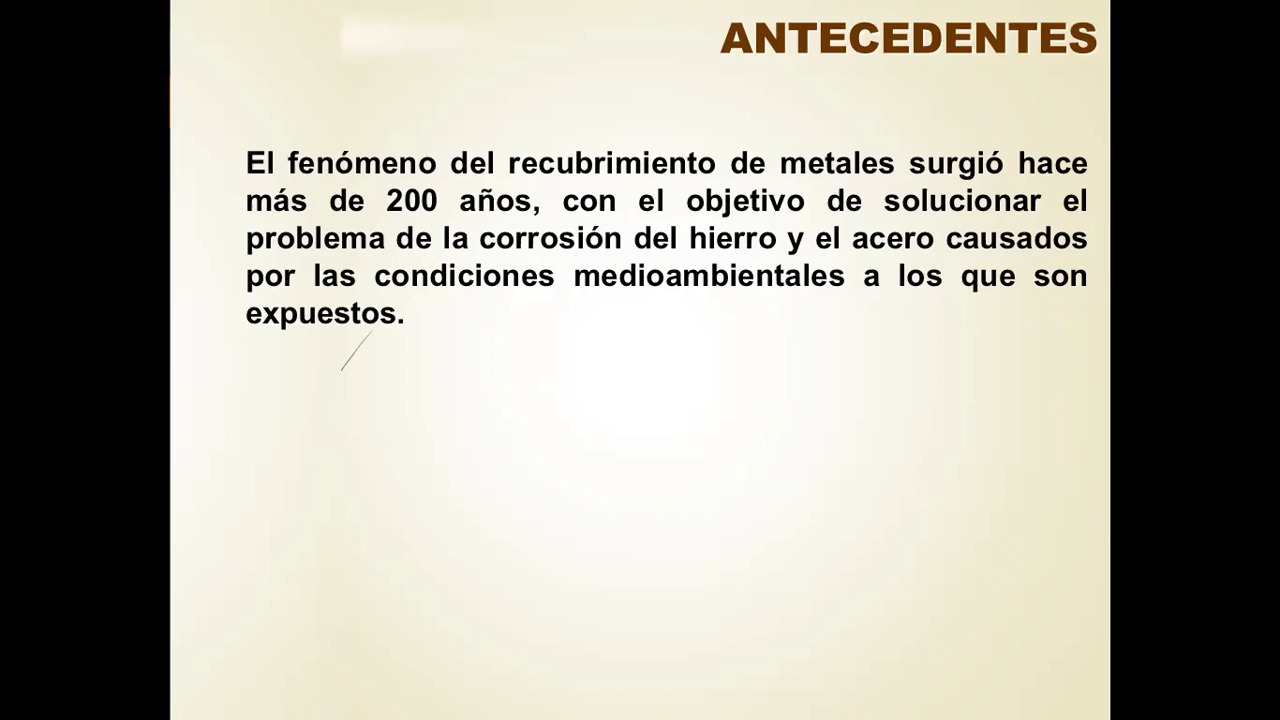 ANTECEDENTES
El fenómeno del recubrimiento de metales surgió hace
más de 200 años, con el objetivo de solucionar el
problema de la corrosión del hierro y el acero causados
por las condiciones medioambientales a los que son
expuestos.